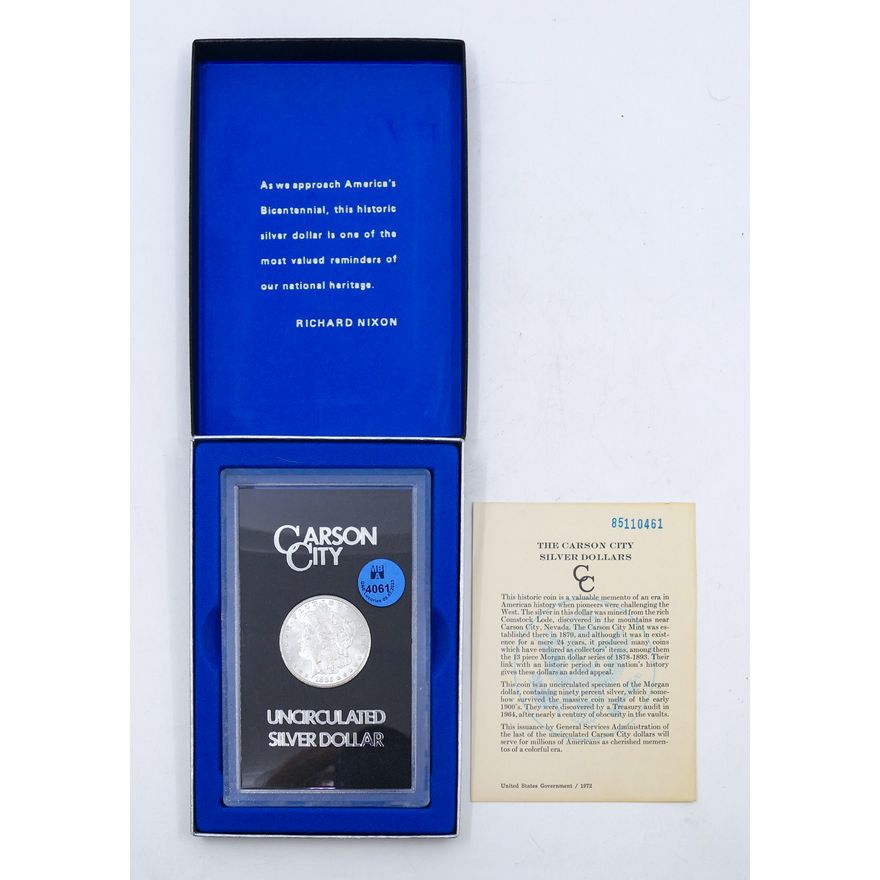 As we approach America's
Bicentennial, this historic
silver dollar is one of the
most valued reminders of
our national heritage.
RICHARD NIXON
CARSON
CITY
4061
UNCIRCULATED
SILVER DOLLAR
85110461
THE CARSON CITY
SILVER DOLLARS
CC
This historic coin is a valuable memento of an era in
American history when pioneers were challenging the
West. The silver in this dollar was mined from the rich
Comstock Lode, discovered in the mountains near
Carson City, Nevada. The Carson City Mint was es-
tablished there in 1870, and although it was in exist-
ence for a mere 24 years, it produced many coins
which have endured as collectors' items, among them
the 13 piece Morgan dollar series of 1878-1893. Their
link with an historic period in our nation's history
gives these dollars an added appeal.
This coin is an uncirculated specimen of the Morgan
dollar, containing ninety percent silver, which some-
how survived the massive coin melts of the early
1900's. They were discovered by a Treasury audit in
1964, after nearly a century of obscurity in the vaults.
This issuance by General Services Administration of
the last of the uncirculated Carson City dollars will
serve for millions of Americans as cherished memen-
tos of a colorful era.
United States Government / 1972